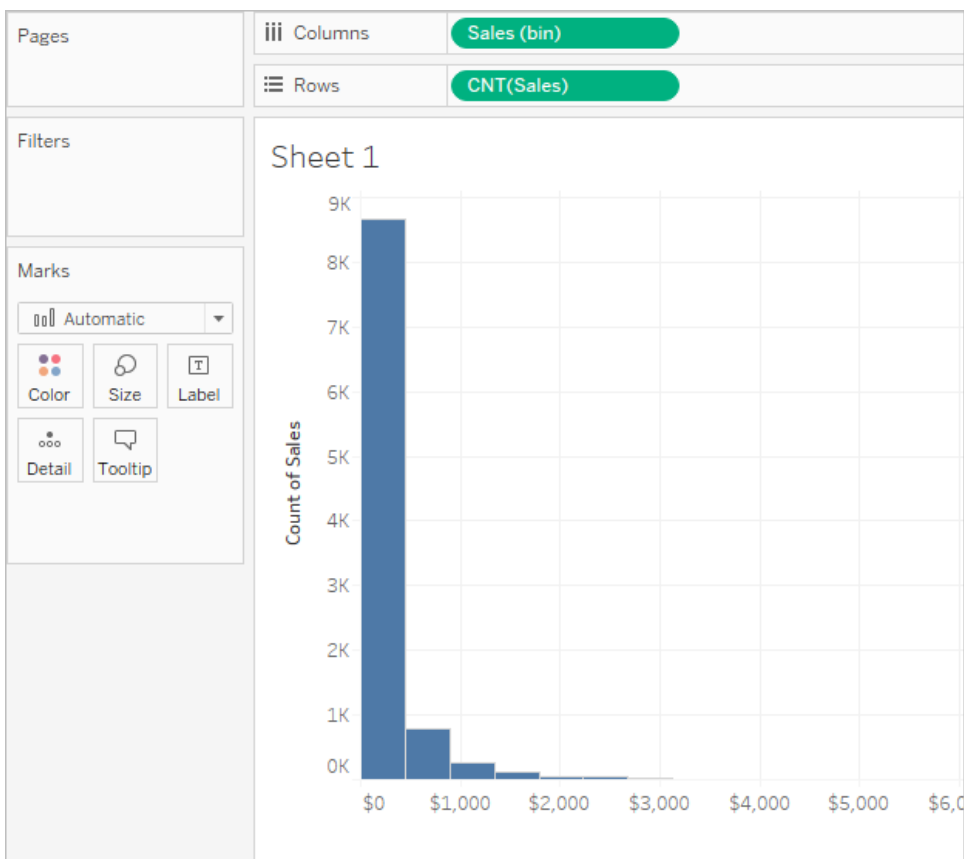 Pages
Columns
Sales (bin)
Rows
CNT(Sales)
Filters
Marks
Automatic
Color
Size
T
Label
Detail
Tooltip
Sheet 1
9K
8K
7K
6K
5K
4K
3K
2K
1K
0K
Count of Sales
$0 $1,000 $2,000 $3,000 $4,000 $5,000 $6,0